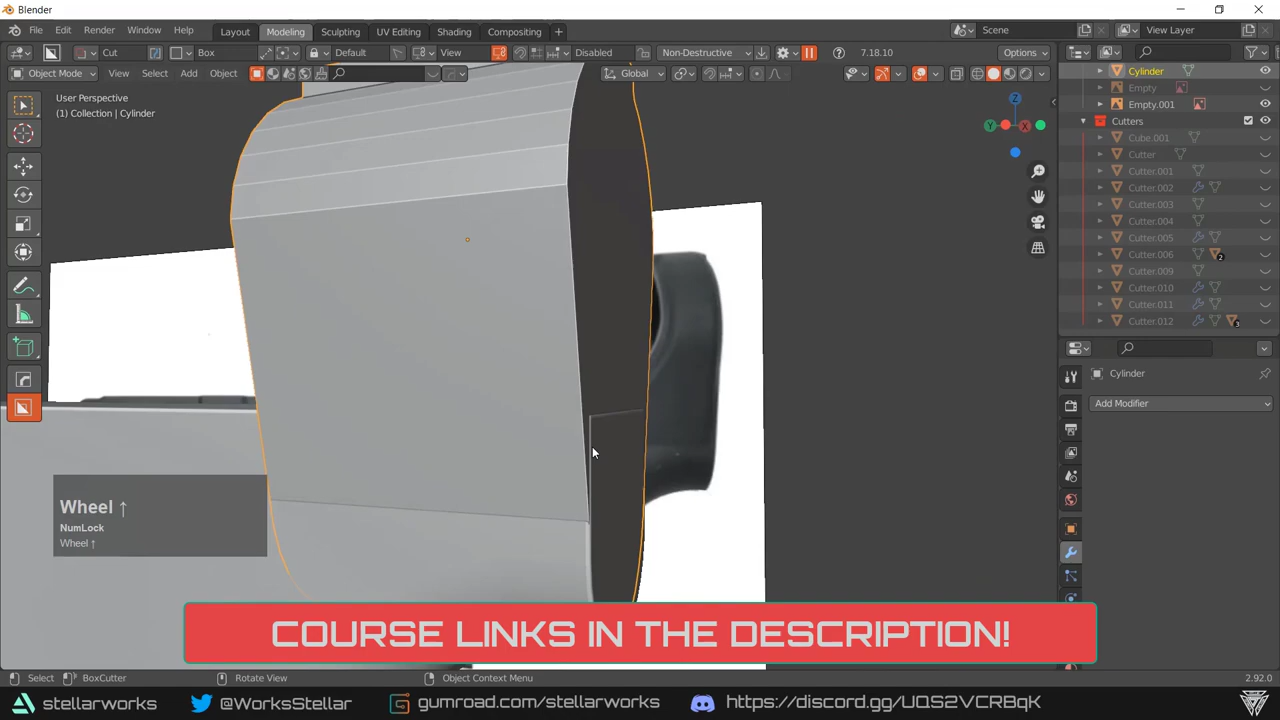 Blender
File Edit Render Window Help Layout Modeling Sculpting UV Editing Shading Compositing + Scene View Layer
Cut Box Default View Disabled Non-Destructive 7.18.10 Options
Object Mode View Select Add Object Global
User Perspective
(1) Collection | Cylinder
Z
Y
X
Cylinder
Empty
Empty.001
Cutters
Cube.001
Cutter
Cutter.001
Cutter.002
Cutter.003
Cutter.004
Cutter.005
Cutter.006 2
Cutter.009
Cutter.010
Cutter.011
Cutter.012 3
Cylinder
Add Modifier
Wheel ↑
NumLock
Wheel ↑
COURSE LINKS IN THE DESCRIPTION!
Select BoxCutter Rotate View Object Context Menu 2.92.0
stellarworks @WorksStellar gumroad.com/stellarworks https://discord.gg/UQS2VCRBqK